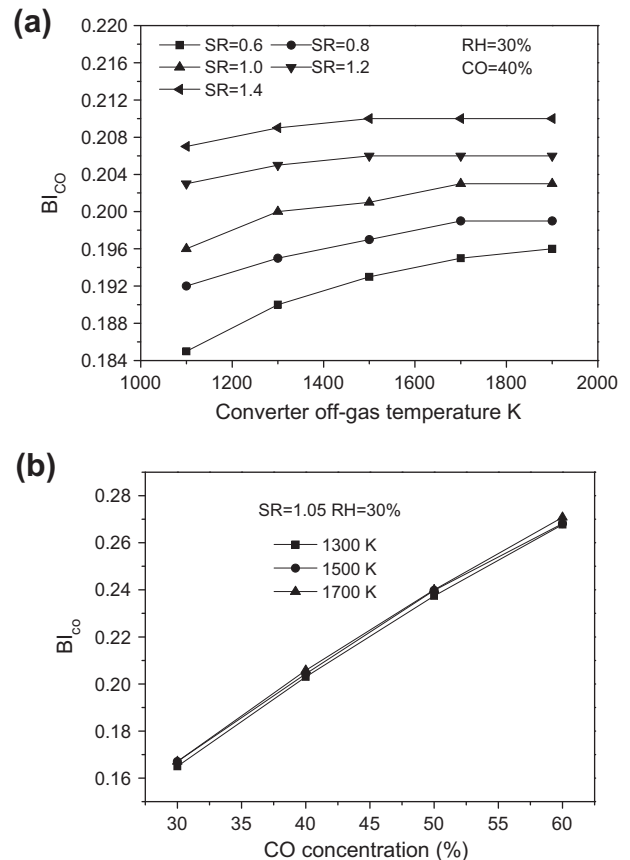 (a)
0.220
0.216
0.212
0.208
0.204
0.200
0.196
0.192
0.188
0.184
BI_CO
SR=0.6 SR=0.8 RH=30%
SR=1.0 SR=1.2 CO=40%
SR=1.4
1000 1200 1400 1600 1800 2000
Converter off-gas temperature K
(b)
0.28
0.26
0.24
0.22
0.20
0.18
0.16
BI_co
SR=1.05 RH=30%
1300 K
1500 K
1700 K
30 35 40 45 50 55 60
CO concentration (%)